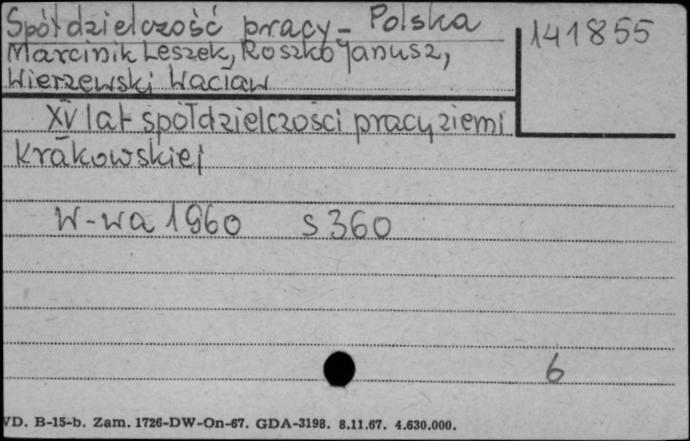 Spółdzielczość pracy - Polska
141855
Marcinik Leszek, Roszko Janusz,
Wierzewski Wacław
XV lat spółdzielczości pracy ziemi
Krakowskiej
W-wa 1960 s 360
6
VD. B-15-b. Zam. 1726-DW-On-67. GDA-3198. 8.11.67. 4.630.000.